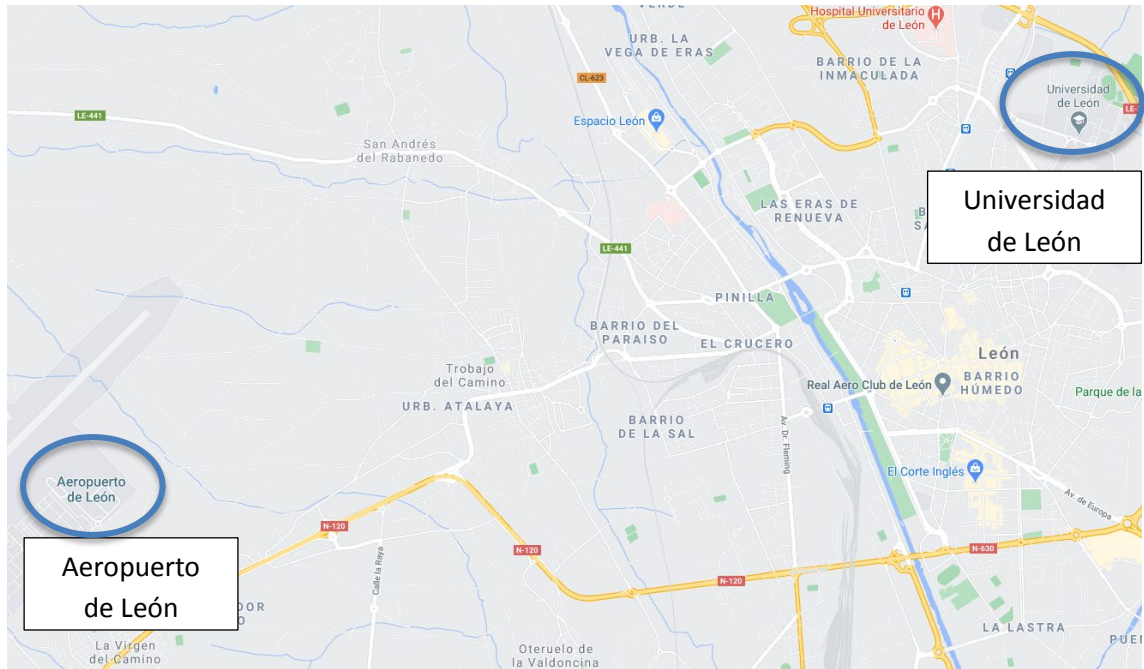 VERDE
Hospital Universitario
de León
URB. LA
VEGA DE ERAS
BARRIO DE LA
INMACULADA
CL-623
Universidad
de León
LE-441
Espacio León
San Andrés
del Rabanedo
LAS ERAS DE
RENUEVA
Universidad
de León
LE-441
PINILLA
BARRIO DEL
PARAISO
EL CRUCERO
León
Trobajo
del Camino
Real Aero Club de León
BARRIO
HÚMEDO
Parque de la
URB. ATALAYA
BARRIO
DE LA SAL
Av. Dr. Fleming
El Corte Inglés
Aeropuerto
de León
Av. de Europa
N-120
N-120
N-630
Aeropuerto
de León
Calle la Raya
N-120
La Virgen
del Camino
Oteruelo de
la Valdoncina
LA LASTRA